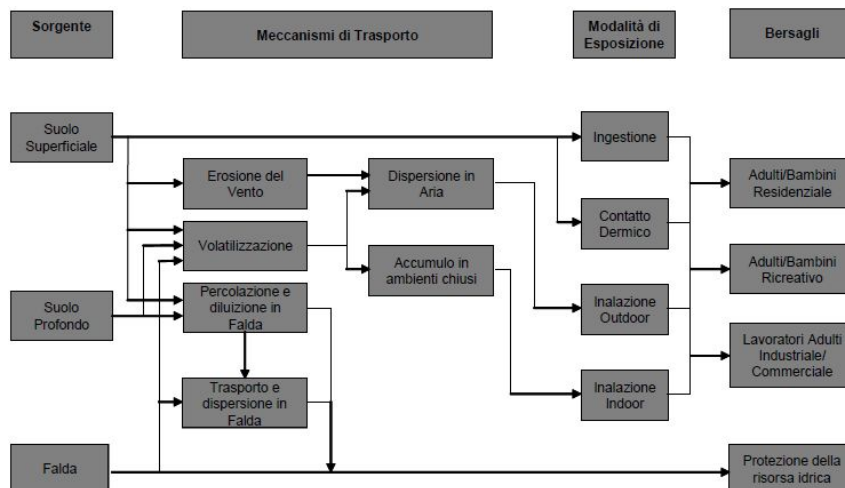 Sorgente
Meccanismi di Trasporto
Modalità di
Esposizione
Bersagli
Suolo
Superficiale
Ingestione
Erosione del
Vento
Dispersione in
Aria
Adulti/Bambini
Residenziale
Volatilizzazione
Contatto
Dermico
Accumulo in
ambienti chiusi
Adulti/Bambini
Ricreativo
Suolo
Profondo
Percolazione e
diluizione in
Falda
Inalazione
Outdoor
Lavoratori Adulti
Industriale/
Commerciale
Trasporto e
dispersione in
Falda
Inalazione
Indoor
Falda
Protezione della
risorsa idrica